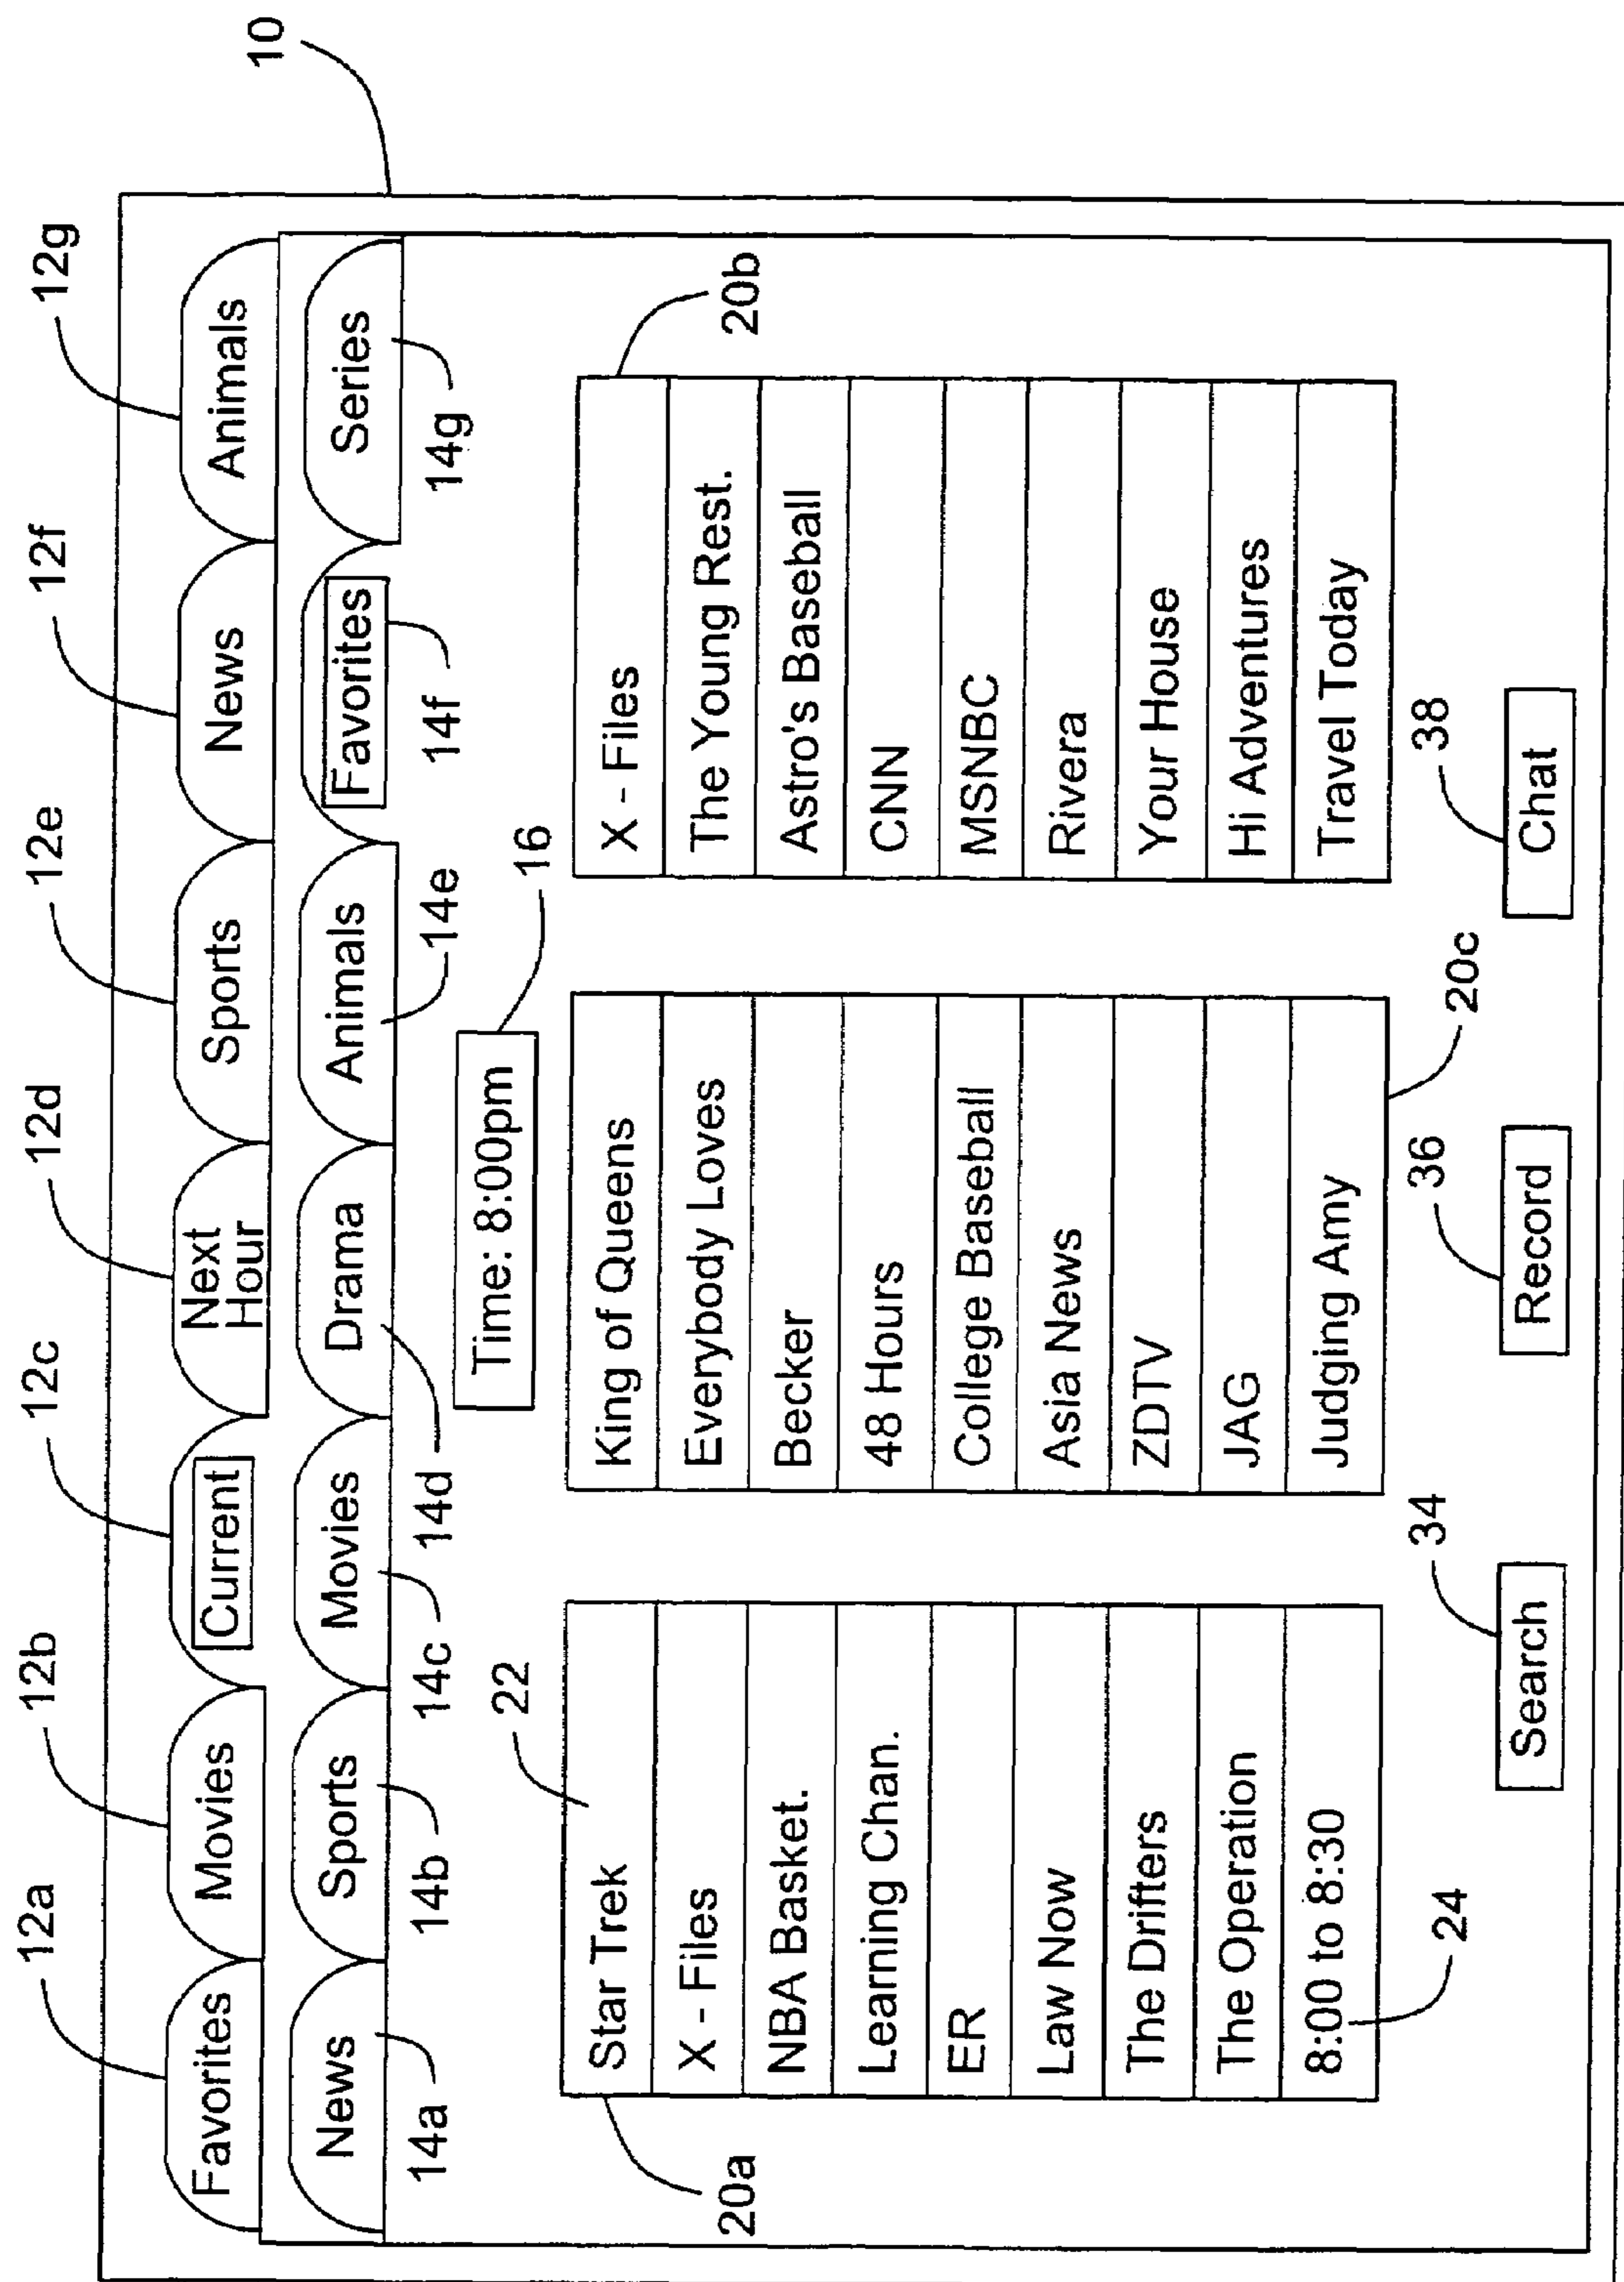 10
12a
12b
12c
12d
12e
12f
12g
Favorites
Movies
Current
Next
Hour
Sports
News
Animals
News
Sports
Movies
Drama
Animals
Favorites
Series
14a
14b
14c
14d
14e
14f
14g
Time: 8:00pm
16
22
20a
Star Trek
X - Files
NBA Basket.
Learning Chan.
ER
Law Now
The Drifters
The Operation
8:00 to 8:30
24
King of Queens
Everybody Loves
Becker
48 Hours
College Baseball
Asia News
ZDTV
JAG
Judging Amy
20c
X - Files
The Young Rest.
Astro's Baseball
CNN
MSNBC
Rivera
Your House
Hi Adventures
Travel Today
20b
34
36
38
Search
Record
Chat